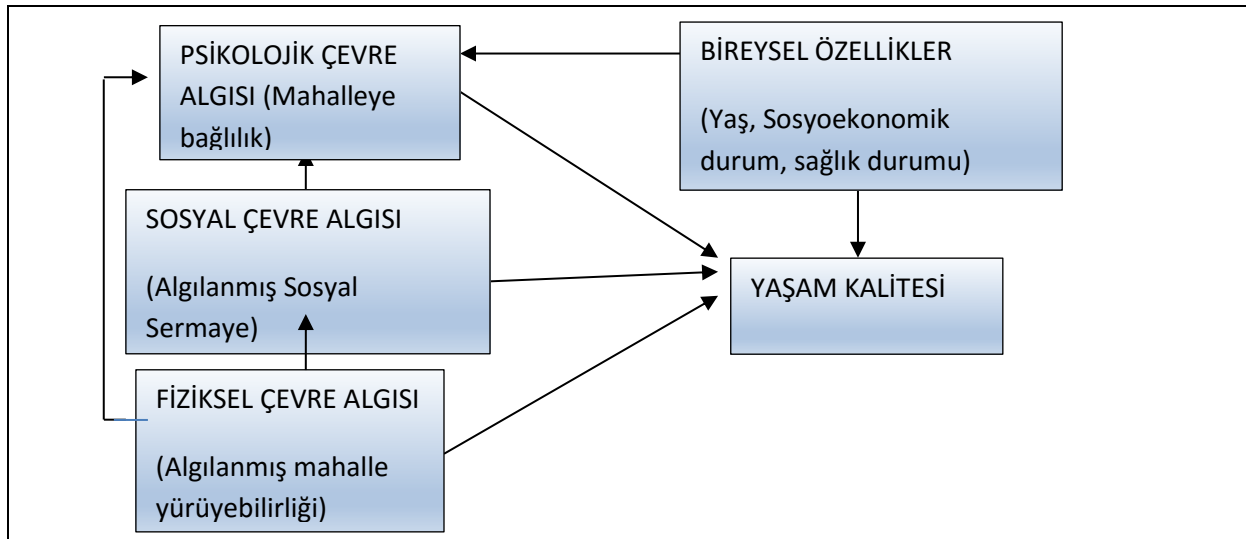 PSİKOLOJİK ÇEVRE
ALGISI (Mahalleye
bağlılık)
BİREYSEL ÖZELLİKLER
(Yaş, Sosyoekonomik
durum, sağlık durumu)
SOSYAL ÇEVRE ALGISI
(Algılanmış Sosyal
Sermaye)
YAŞAM KALİTESİ
FİZİKSEL ÇEVRE ALGISI
(Algılanmış mahalle
yürüyebilirliği)